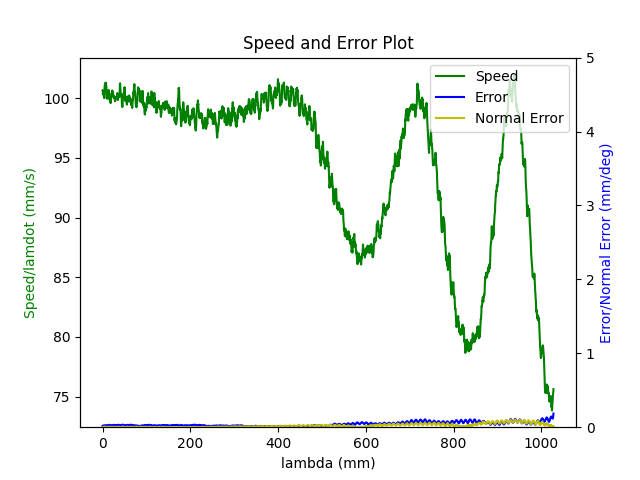 Speed and Error Plot
Speed
Error
Normal Error
Speed/lamdot (mm/s)
100
95
90
85
80
75
5
4
3
2
1
0
Error/Normal Error (mm/deg)
0 200 400 600 800 1000
lambda (mm)